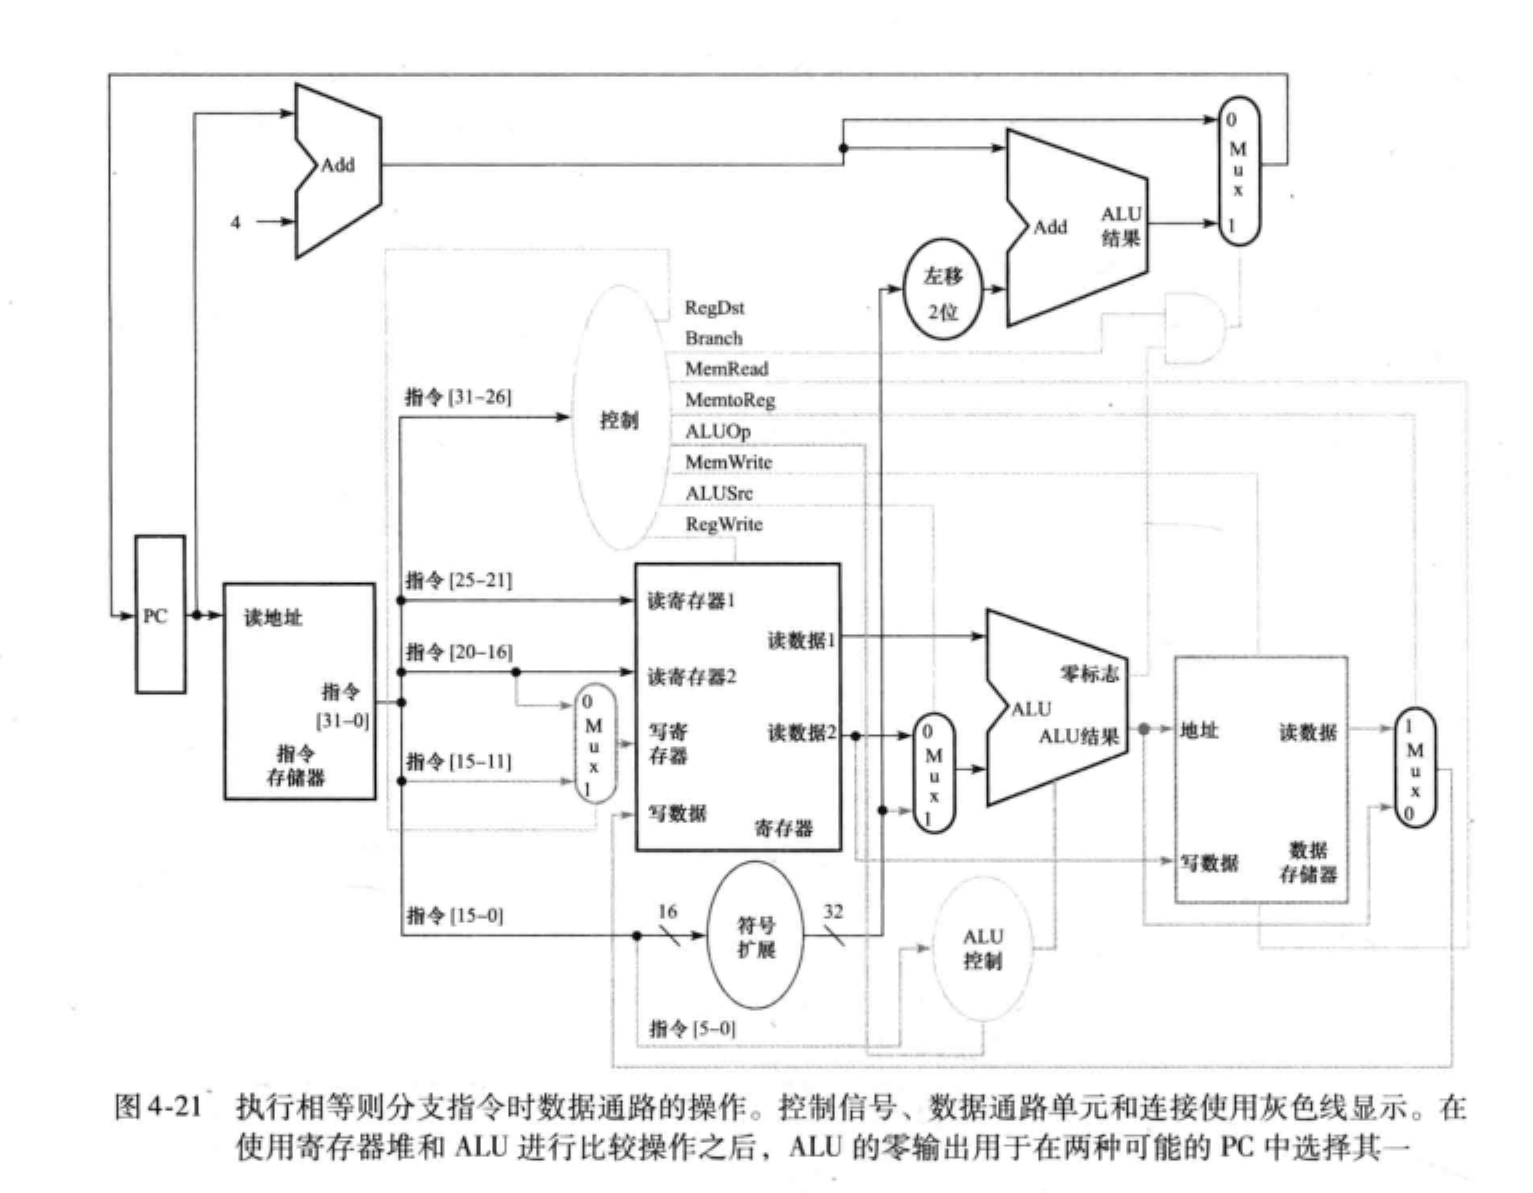 0
M
u
x
1
Add
4
Add
ALU
结果
左移
2位
RegDst
Branch
MemRead
MemtoReg
ALUOp
MemWrite
ALUSrc
RegWrite
指令 [31–26]
控制
PC
读地址
指令
[31–0]
指令
存储器
指令 [25–21]
指令 [20–16]
指令 [15–11]
指令 [15–0]
0
M
u
x
1
读寄存器1
读寄存器2
写寄
存器
写数据
读数据1
读数据2
寄存器
0
M
u
x
1
零标志
ALU
ALU结果
地址
读数据
写数据
数据
存储器
1
M
u
x
0
16
符号
扩展
32
ALU
控制
指令 [5–0]
图 4-21 执行相等则分支指令时数据通路的操作。控制信号、数据通路单元和连接使用灰色线显示。在
使用寄存器堆和 ALU 进行比较操作之后，ALU 的零输出用于在两种可能的 PC 中选择其一